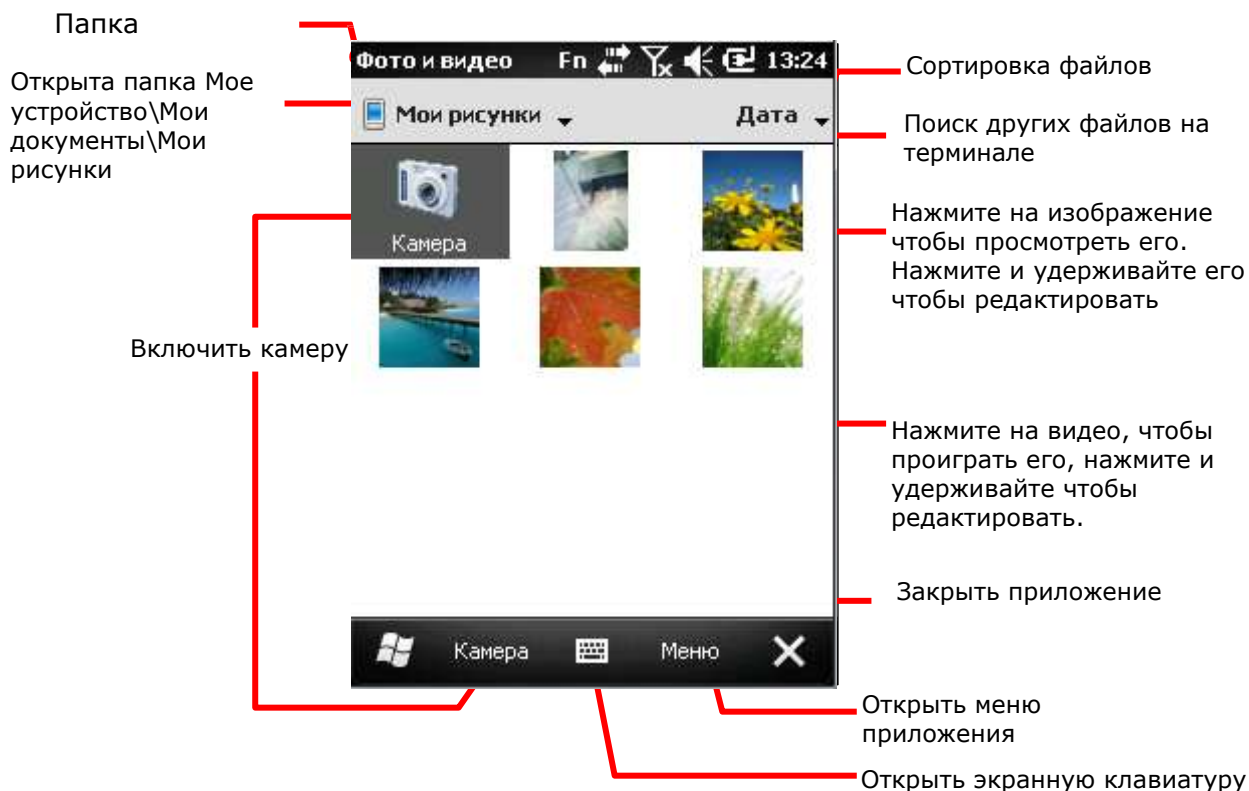 Папка
Открыта папка Мое
устройство\Мои
документы\Мои
рисунки
Включить камеру
Фото и видео Fn 13:24
Мои рисунки Дата
Камера
Камера Меню
Сортировка файлов
Поиск других файлов на
терминале
Нажмите на изображение
чтобы просмотреть его.
Нажмите и удерживайте его
чтобы редактировать
Нажмите на видео, чтобы
проиграть его, нажмите и
удерживайте чтобы
редактировать.
Закрыть приложение
Открыть меню
приложения
Открыть экранную клавиатуру